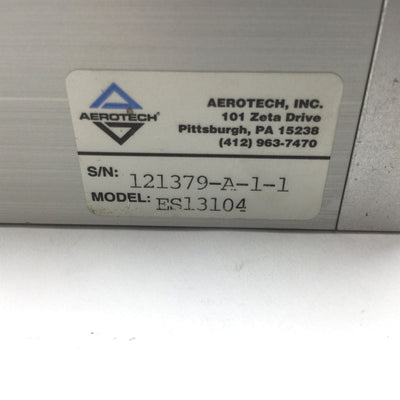 AEROTECH
AEROTECH, INC.
101 Zeta Drive
Pittsburgh, PA 15238
(412) 963-7470
S/N: 121379-A-1-1
MODEL: ES13104